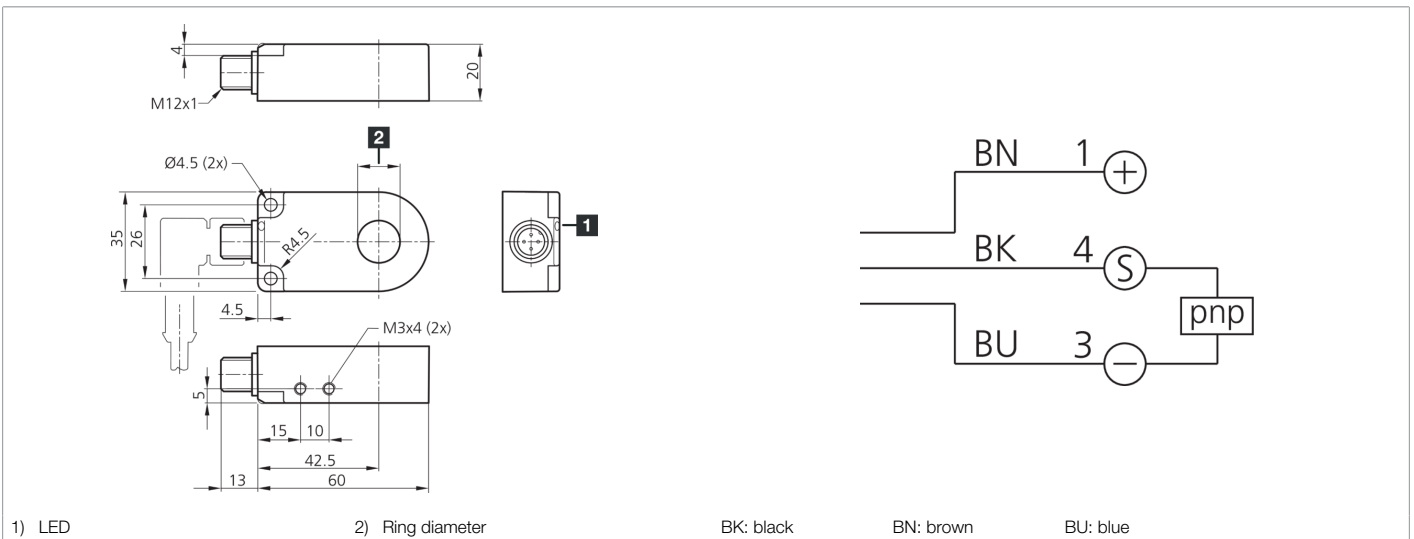 4
20
M12x1
2
Ø4.5 (2x)
35
26
R4.5
1
4.5
M3x4 (2x)
5
15
10
42.5
13
60
BN 1 +
BK 4 S
pnp
BU 3 −
1) LED
2) Ring diameter
BK: black
BN: brown
BU: blue